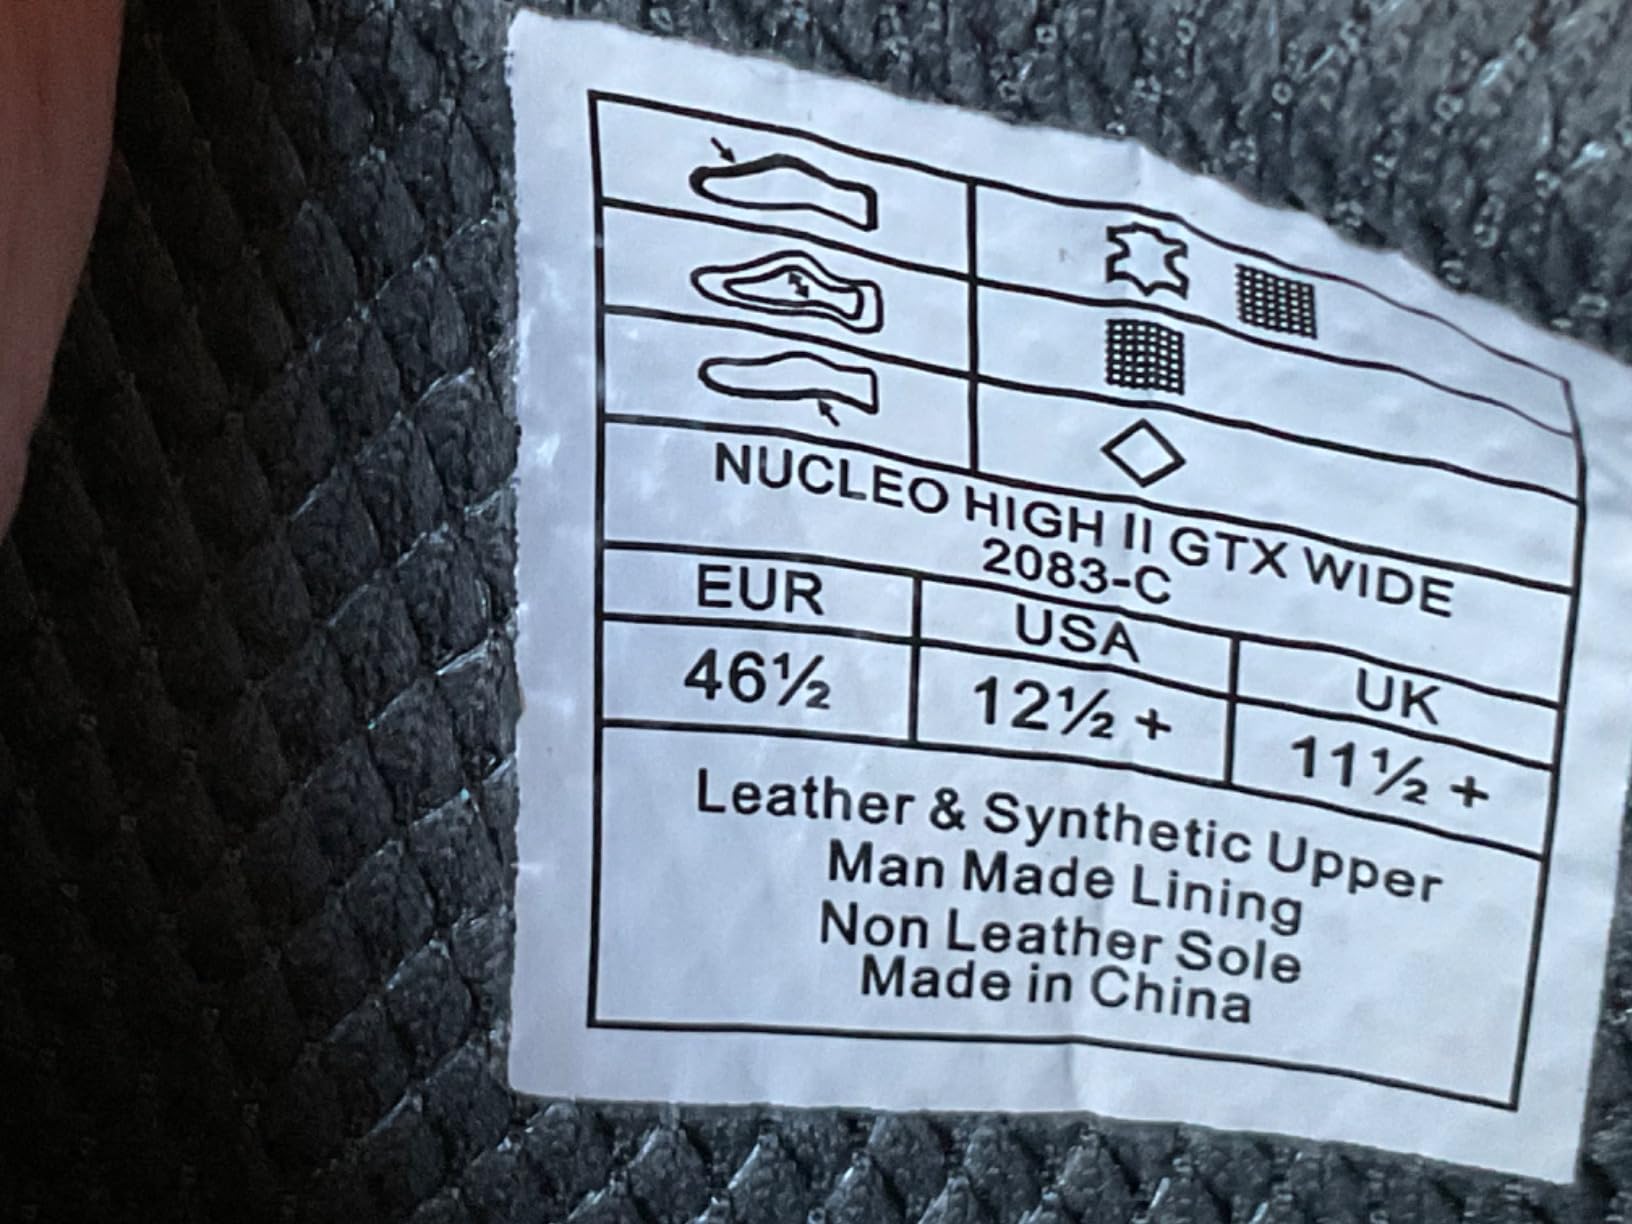 NUCLEO HIGH II GTX WIDE
2083-C
EUR USA UK
46½ 12½ + 11½ +
Leather & Synthetic Upper
Man Made Lining
Non Leather Sole
Made in China